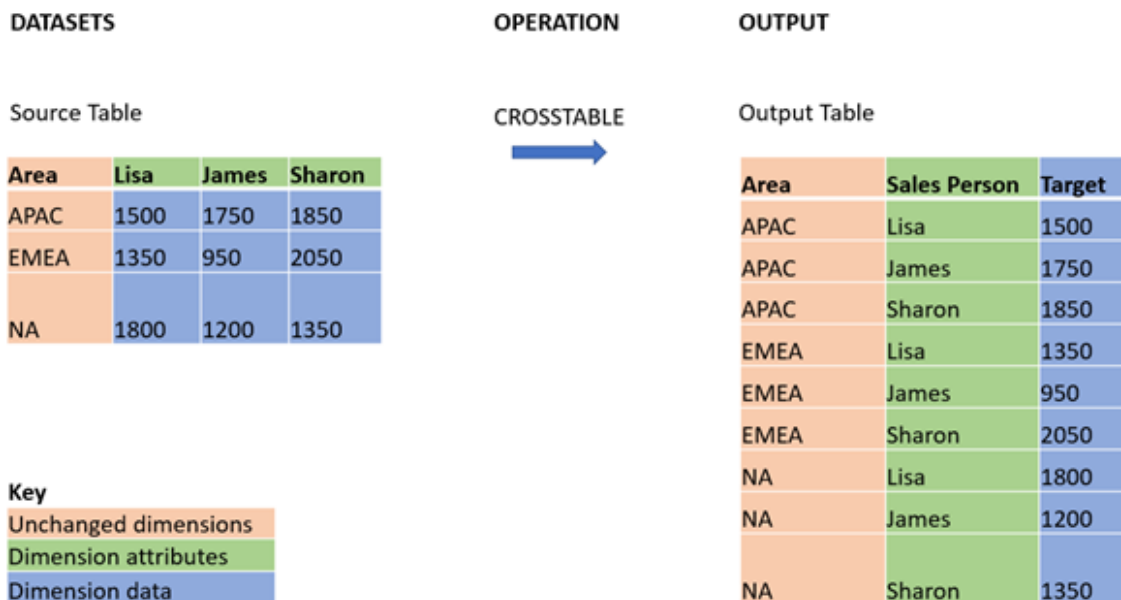 DATASETS OPERATION OUTPUT
Source Table CROSSTABLE Output Table
Area Lisa James Sharon
APAC 1500 1750 1850
EMEA 1350 950 2050
NA 1800 1200 1350
Key
Unchanged dimensions
Dimension attributes
Dimension data
Area Sales Person Target
APAC Lisa 1500
APAC James 1750
APAC Sharon 1850
EMEA Lisa 1350
EMEA James 950
EMEA Sharon 2050
NA Lisa 1800
NA James 1200
NA Sharon 1350